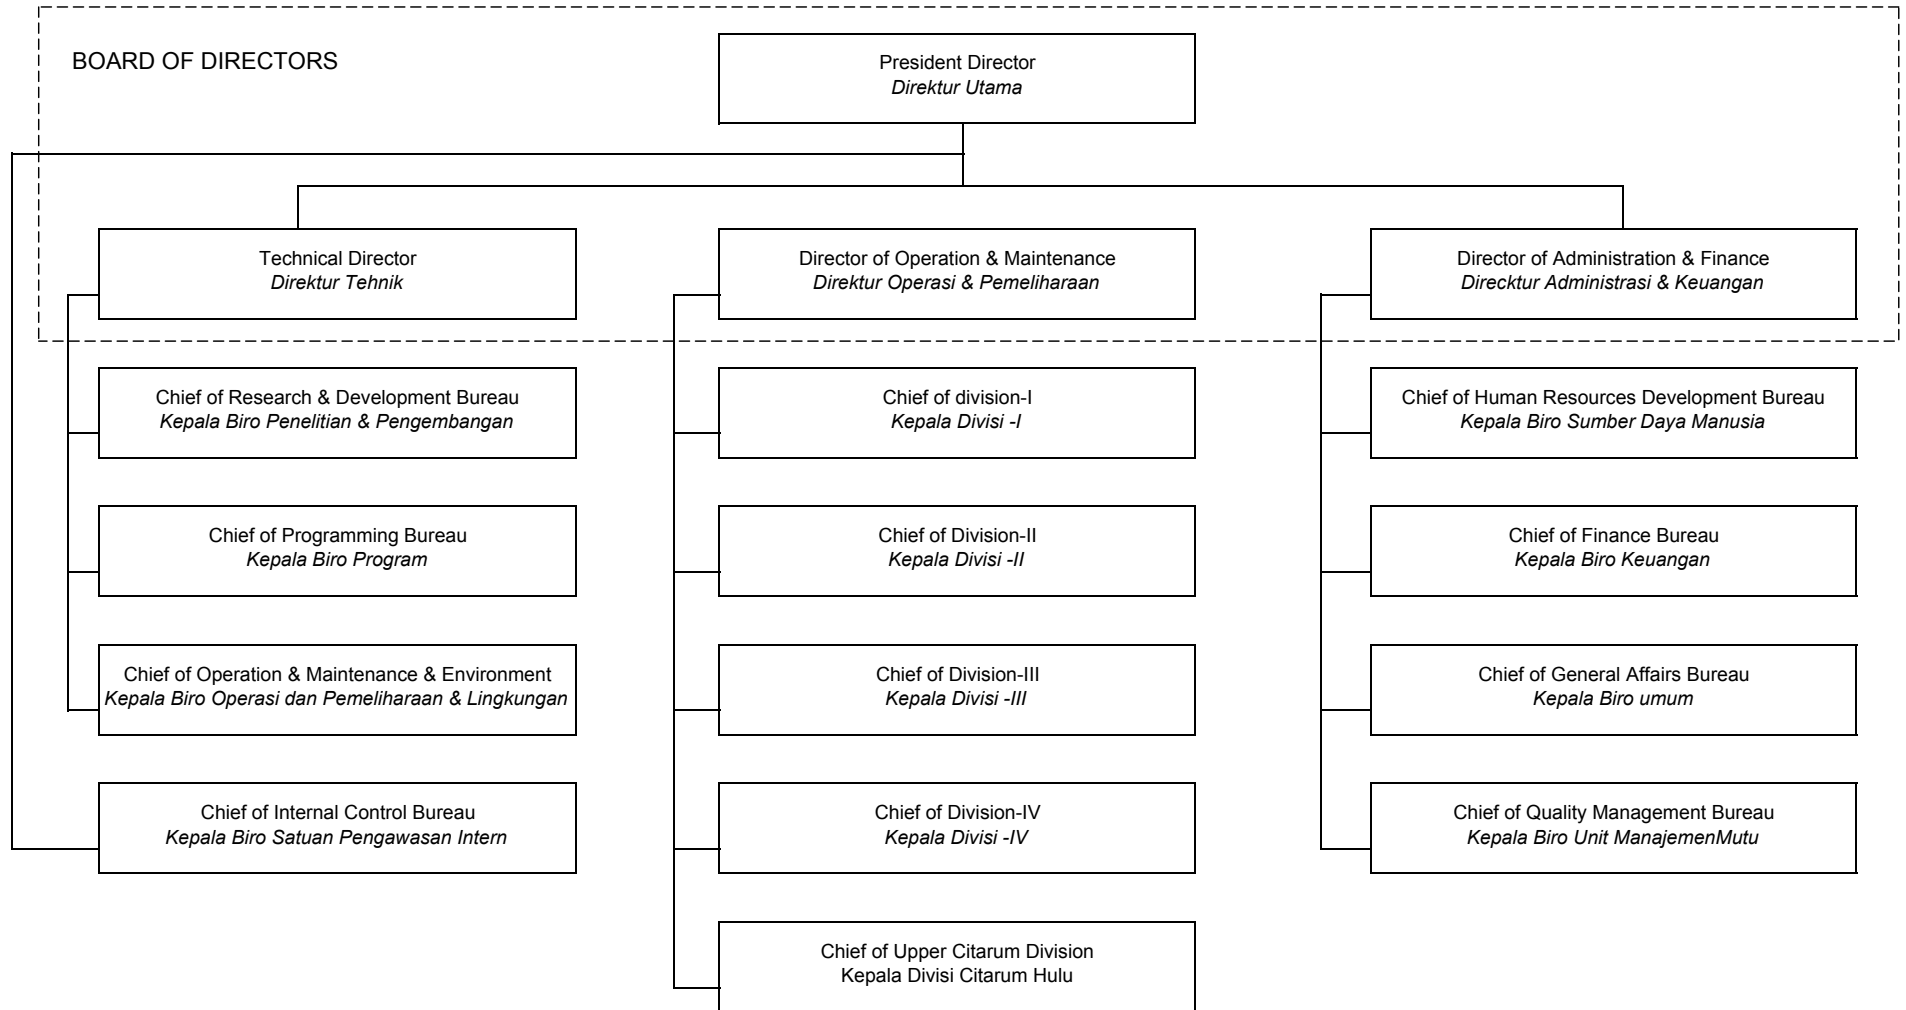 BOARD OF DIRECTORS
President Director
Direktur Utama
Technical Director
Direktur Tehnik
Director of Operation & Maintenance
Direktur Operasi & Pemeliharaan
Director of Administration & Finance
Direcktur Administrasi & Keuangan
Chief of Research & Development Bureau
Kepala Biro Penelitian & Pengembangan
Chief of division-I
Kepala Divisi -I
Chief of Human Resources Development Bureau
Kepala Biro Sumber Daya Manusia
Chief of Programming Bureau
Kepala Biro Program
Chief of Division-II
Kepala Divisi -II
Chief of Finance Bureau
Kepala Biro Keuangan
Chief of Operation & Maintenance & Environment
Kepala Biro Operasi dan Pemeliharaan & Lingkungan
Chief of Division-III
Kepala Divisi -III
Chief of General Affairs Bureau
Kepala Biro umum
Chief of Internal Control Bureau
Kepala Biro Satuan Pengawasan Intern
Chief of Division-IV
Kepala Divisi -IV
Chief of Quality Management Bureau
Kepala Biro Unit ManajemenMutu
Chief of Upper Citarum Division
Kepala Divisi Citarum Hulu